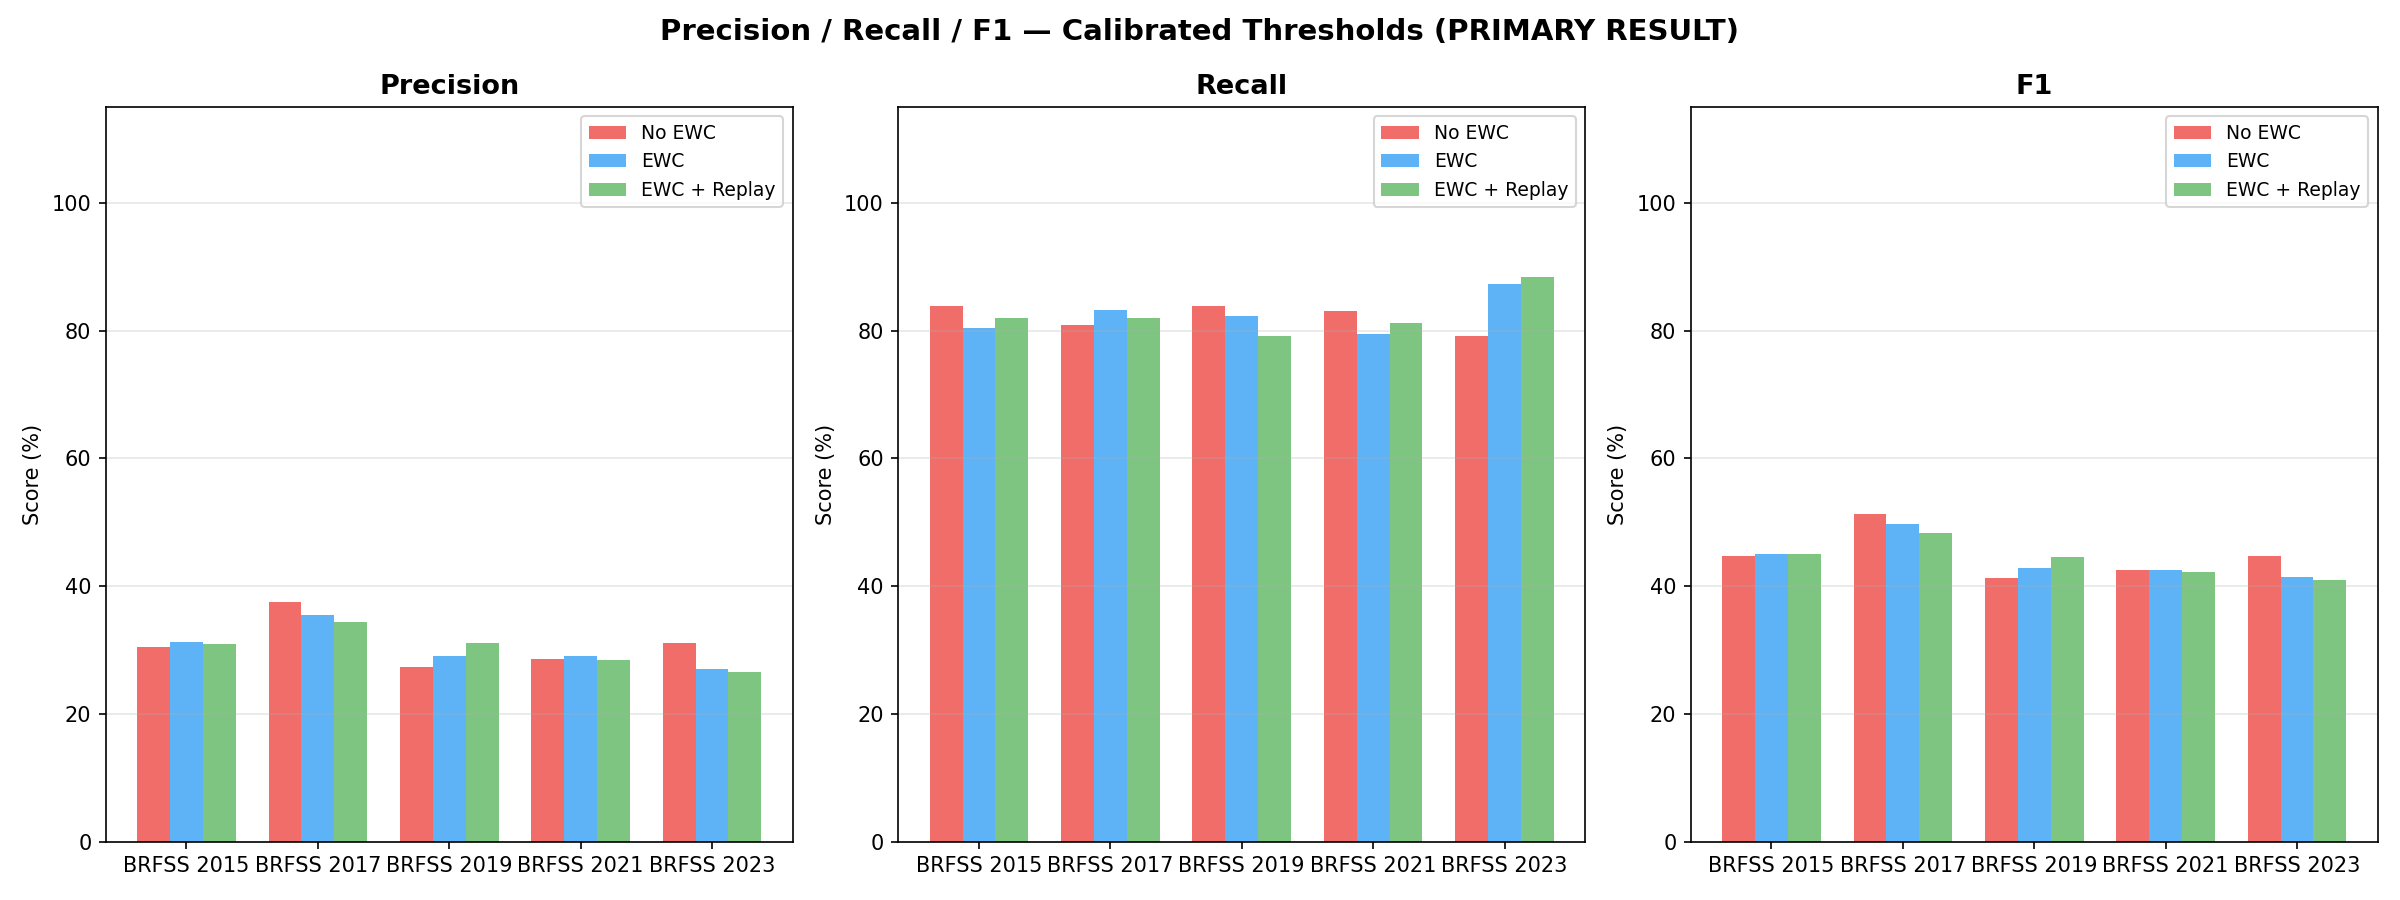 Precision / Recall / F1 — Calibrated Thresholds (PRIMARY RESULT)
Precision
No EWC
EWC
EWC + Replay
Score (%)
100
80
60
40
20
0
BRFSS 2015 BRFSS 2017 BRFSS 2019 BRFSS 2021 BRFSS 2023
Recall
No EWC
EWC
EWC + Replay
Score (%)
100
80
60
40
20
0
BRFSS 2015 BRFSS 2017 BRFSS 2019 BRFSS 2021 BRFSS 2023
F1
No EWC
EWC
EWC + Replay
Score (%)
100
80
60
40
20
0
BRFSS 2015 BRFSS 2017 BRFSS 2019 BRFSS 2021 BRFSS 2023